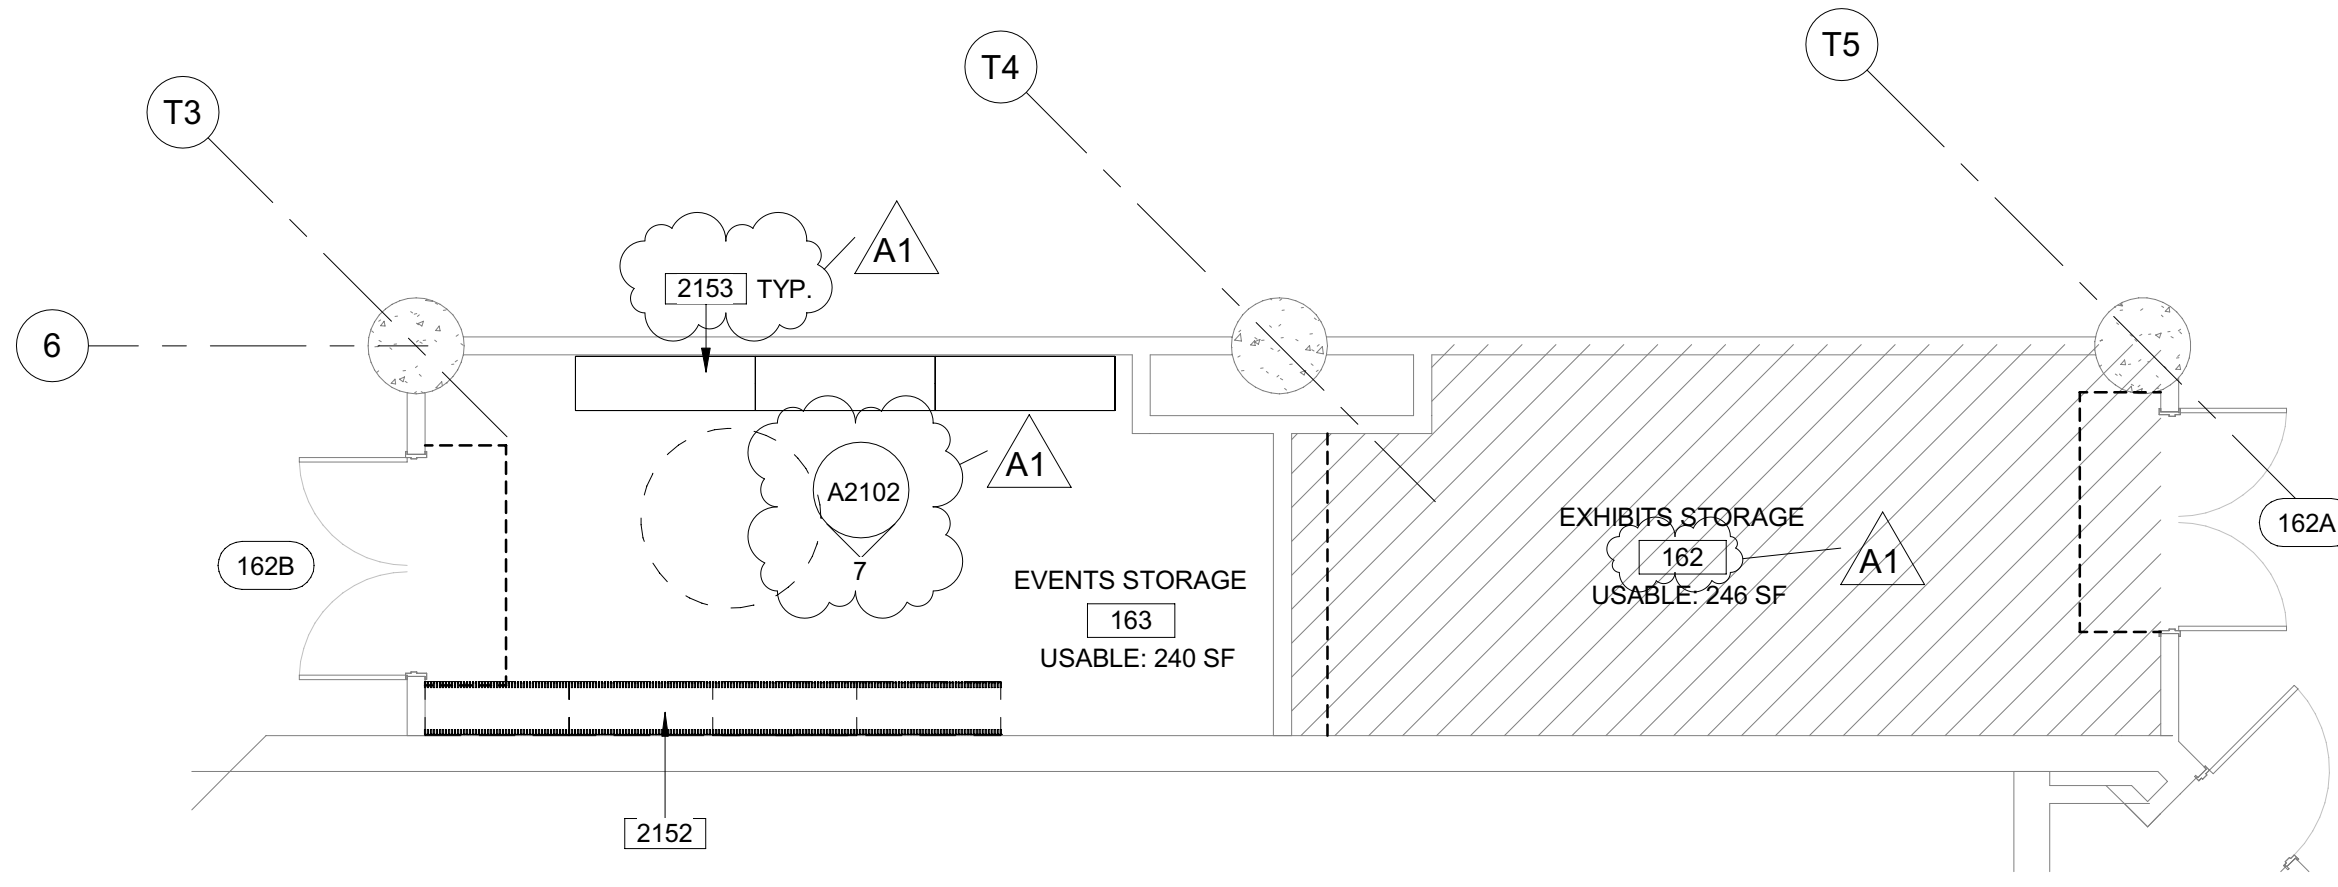 T3
T4
T5
6
A1
2153 TYP.
A1
A2102
7
162B
EVENTS STORAGE
163
USABLE: 240 SF
EXHIBITS STORAGE
162
USABLE: 246 SF
A1
162A
2152